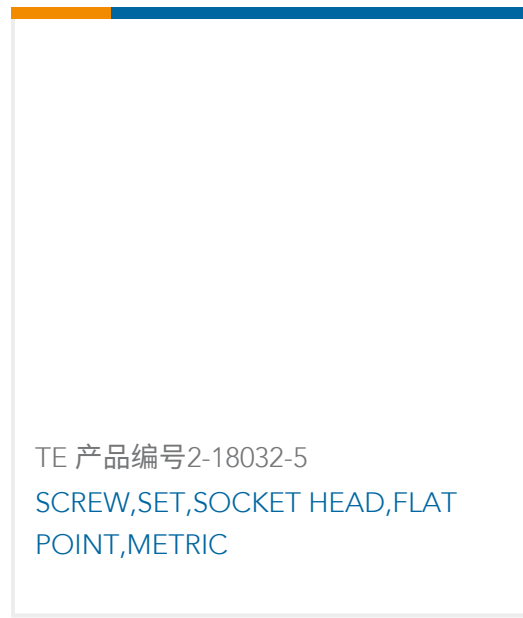 TE 产品编号2-18032-5
SCREW,SET,SOCKET HEAD,FLAT
POINT,METRIC